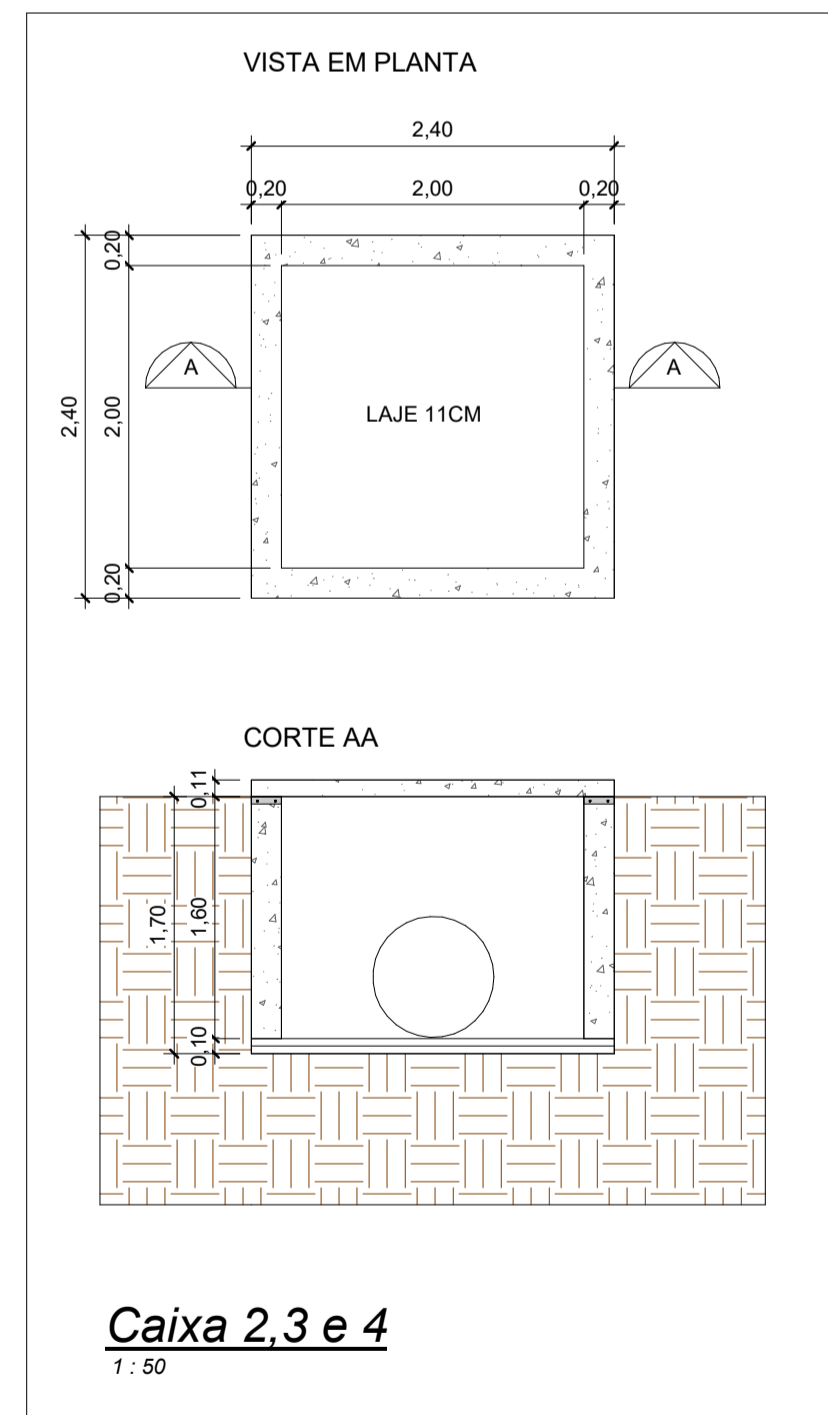 VISTA EM PLANTA
2,40
0,20 2,00 0,20
0,20
A
A
2,40
2,00
LAJE 11CM
0,20
CORTE AA
0,11
1,70
1,60
0,10
Caixa 2,3 e 4
1 : 50